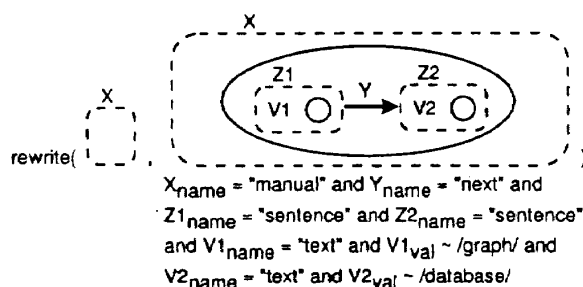 X
Z1 Z2
X V1 Y V2
rewrite( , )
Xname = "manual" and Yname = "next" and
Z1name = "sentence" and Z2name = "sentence"
and V1name = "text" and V1val ~ /graph/ and
V2name = "text" and V2val ~ /database/